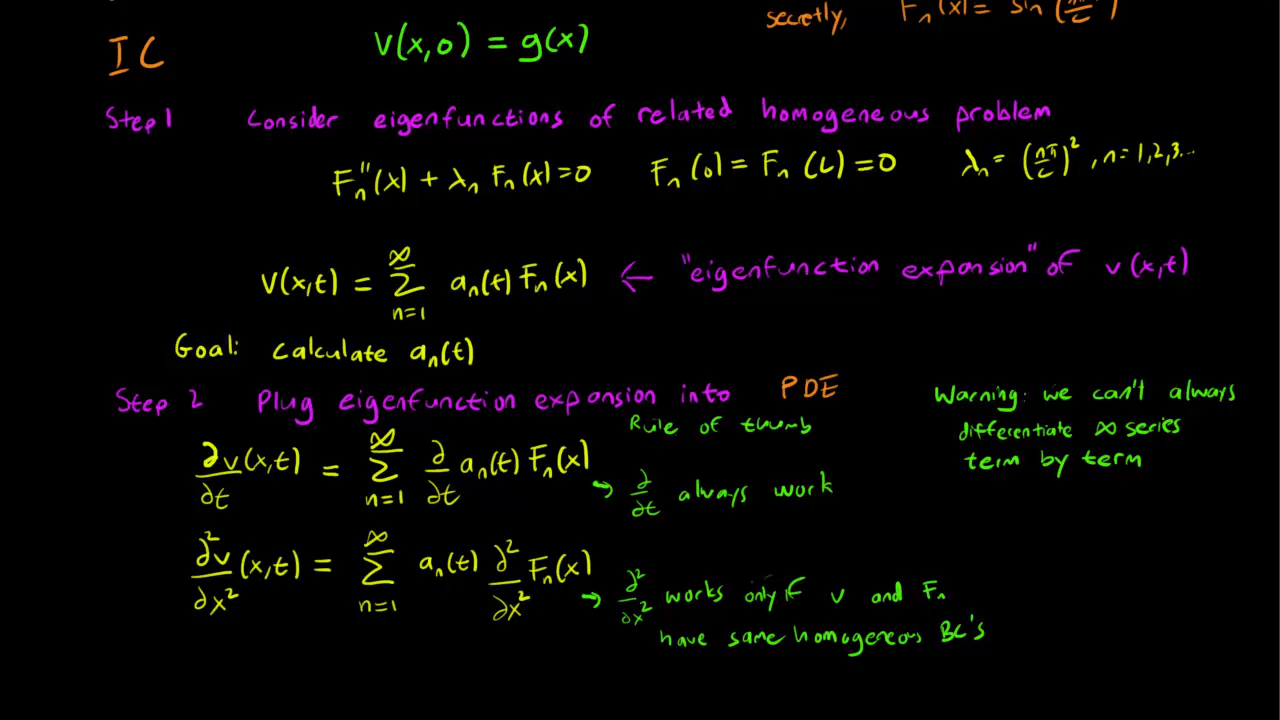 secretly, Fₙ(x) = sin(nπx/L)
IC v(x,0) = g(x)
Step 1 Consider eigenfunctions of related homogeneous problem
Fₙ''(x) + λₙ Fₙ(x) = 0 Fₙ(0) = Fₙ(L) = 0 λₙ = (nπ/L)², n = 1,2,3...
v(x,t) = ∞ Σ n=1 aₙ(t) Fₙ(x) ← "eigenfunction expansion" of v(x,t)
Goal: calculate aₙ(t)
Step 2 Plug eigenfunction expansion into PDE
Warning: we can't always
differentiate ∞ series
term by term
Rule of thumb
∂v/∂t (x,t) = ∞ Σ n=1 ∂/∂t aₙ(t) Fₙ(x)
→ ∂/∂t always work
∂²v/∂x² (x,t) = ∞ Σ n=1 aₙ(t) ∂²/∂x² Fₙ(x)
→ ∂²/∂x² works only if v and Fₙ
have same homogeneous BC's